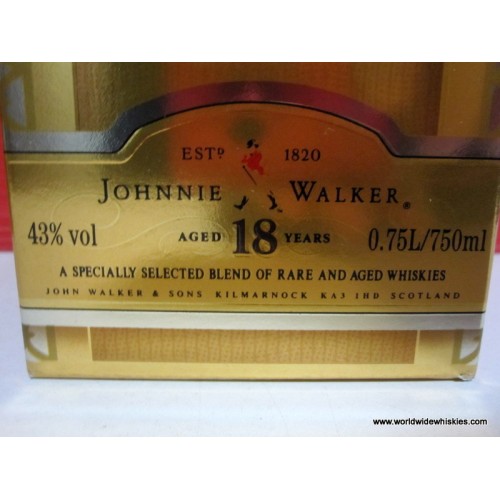 ESTD 1820
JOHNNIE WALKER®
43% vol AGED 18 YEARS 0.75L/750ml
A SPECIALLY SELECTED BLEND OF RARE AND AGED WHISKIES
JOHN WALKER & SONS KILMARNOCK KA3 1HD SCOTLAND
www.worldwidewhiskies.com